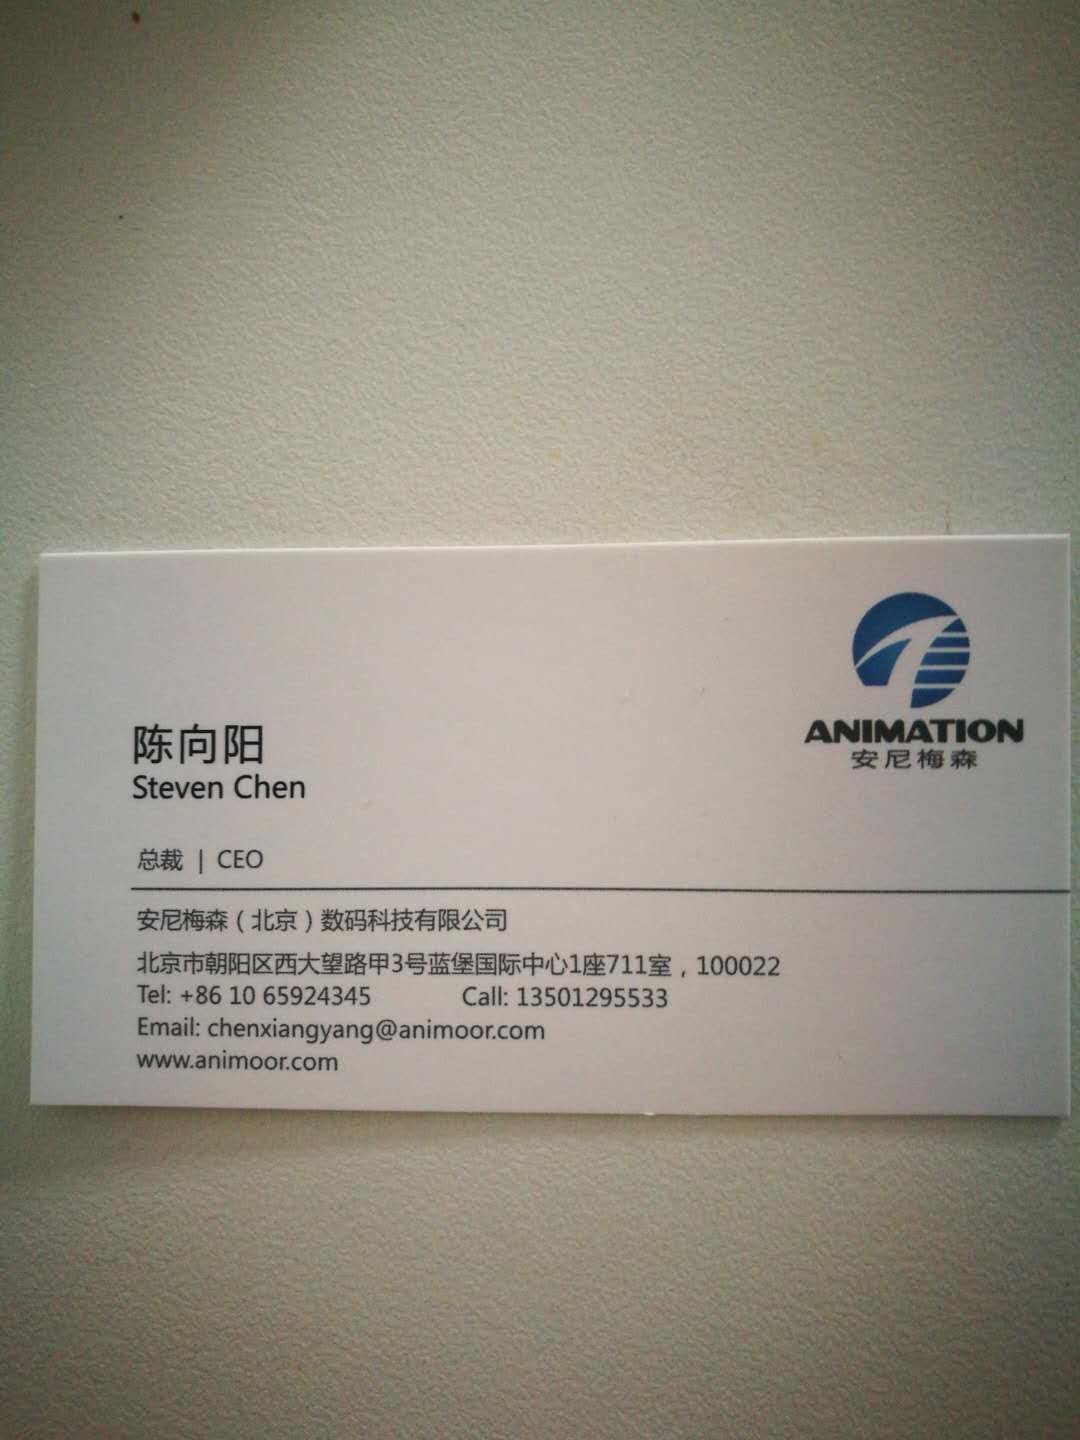 ANIMATION
安尼梅森
陈向阳
Steven Chen
总裁 | CEO
安尼梅森（北京）数码科技有限公司
北京市朝阳区西大望路甲3号蓝堡国际中心1座711室，100022
Tel: +86 10 65924345 Call: 13501295533
Email: chenxiangyang@animoor.com
www.animoor.com